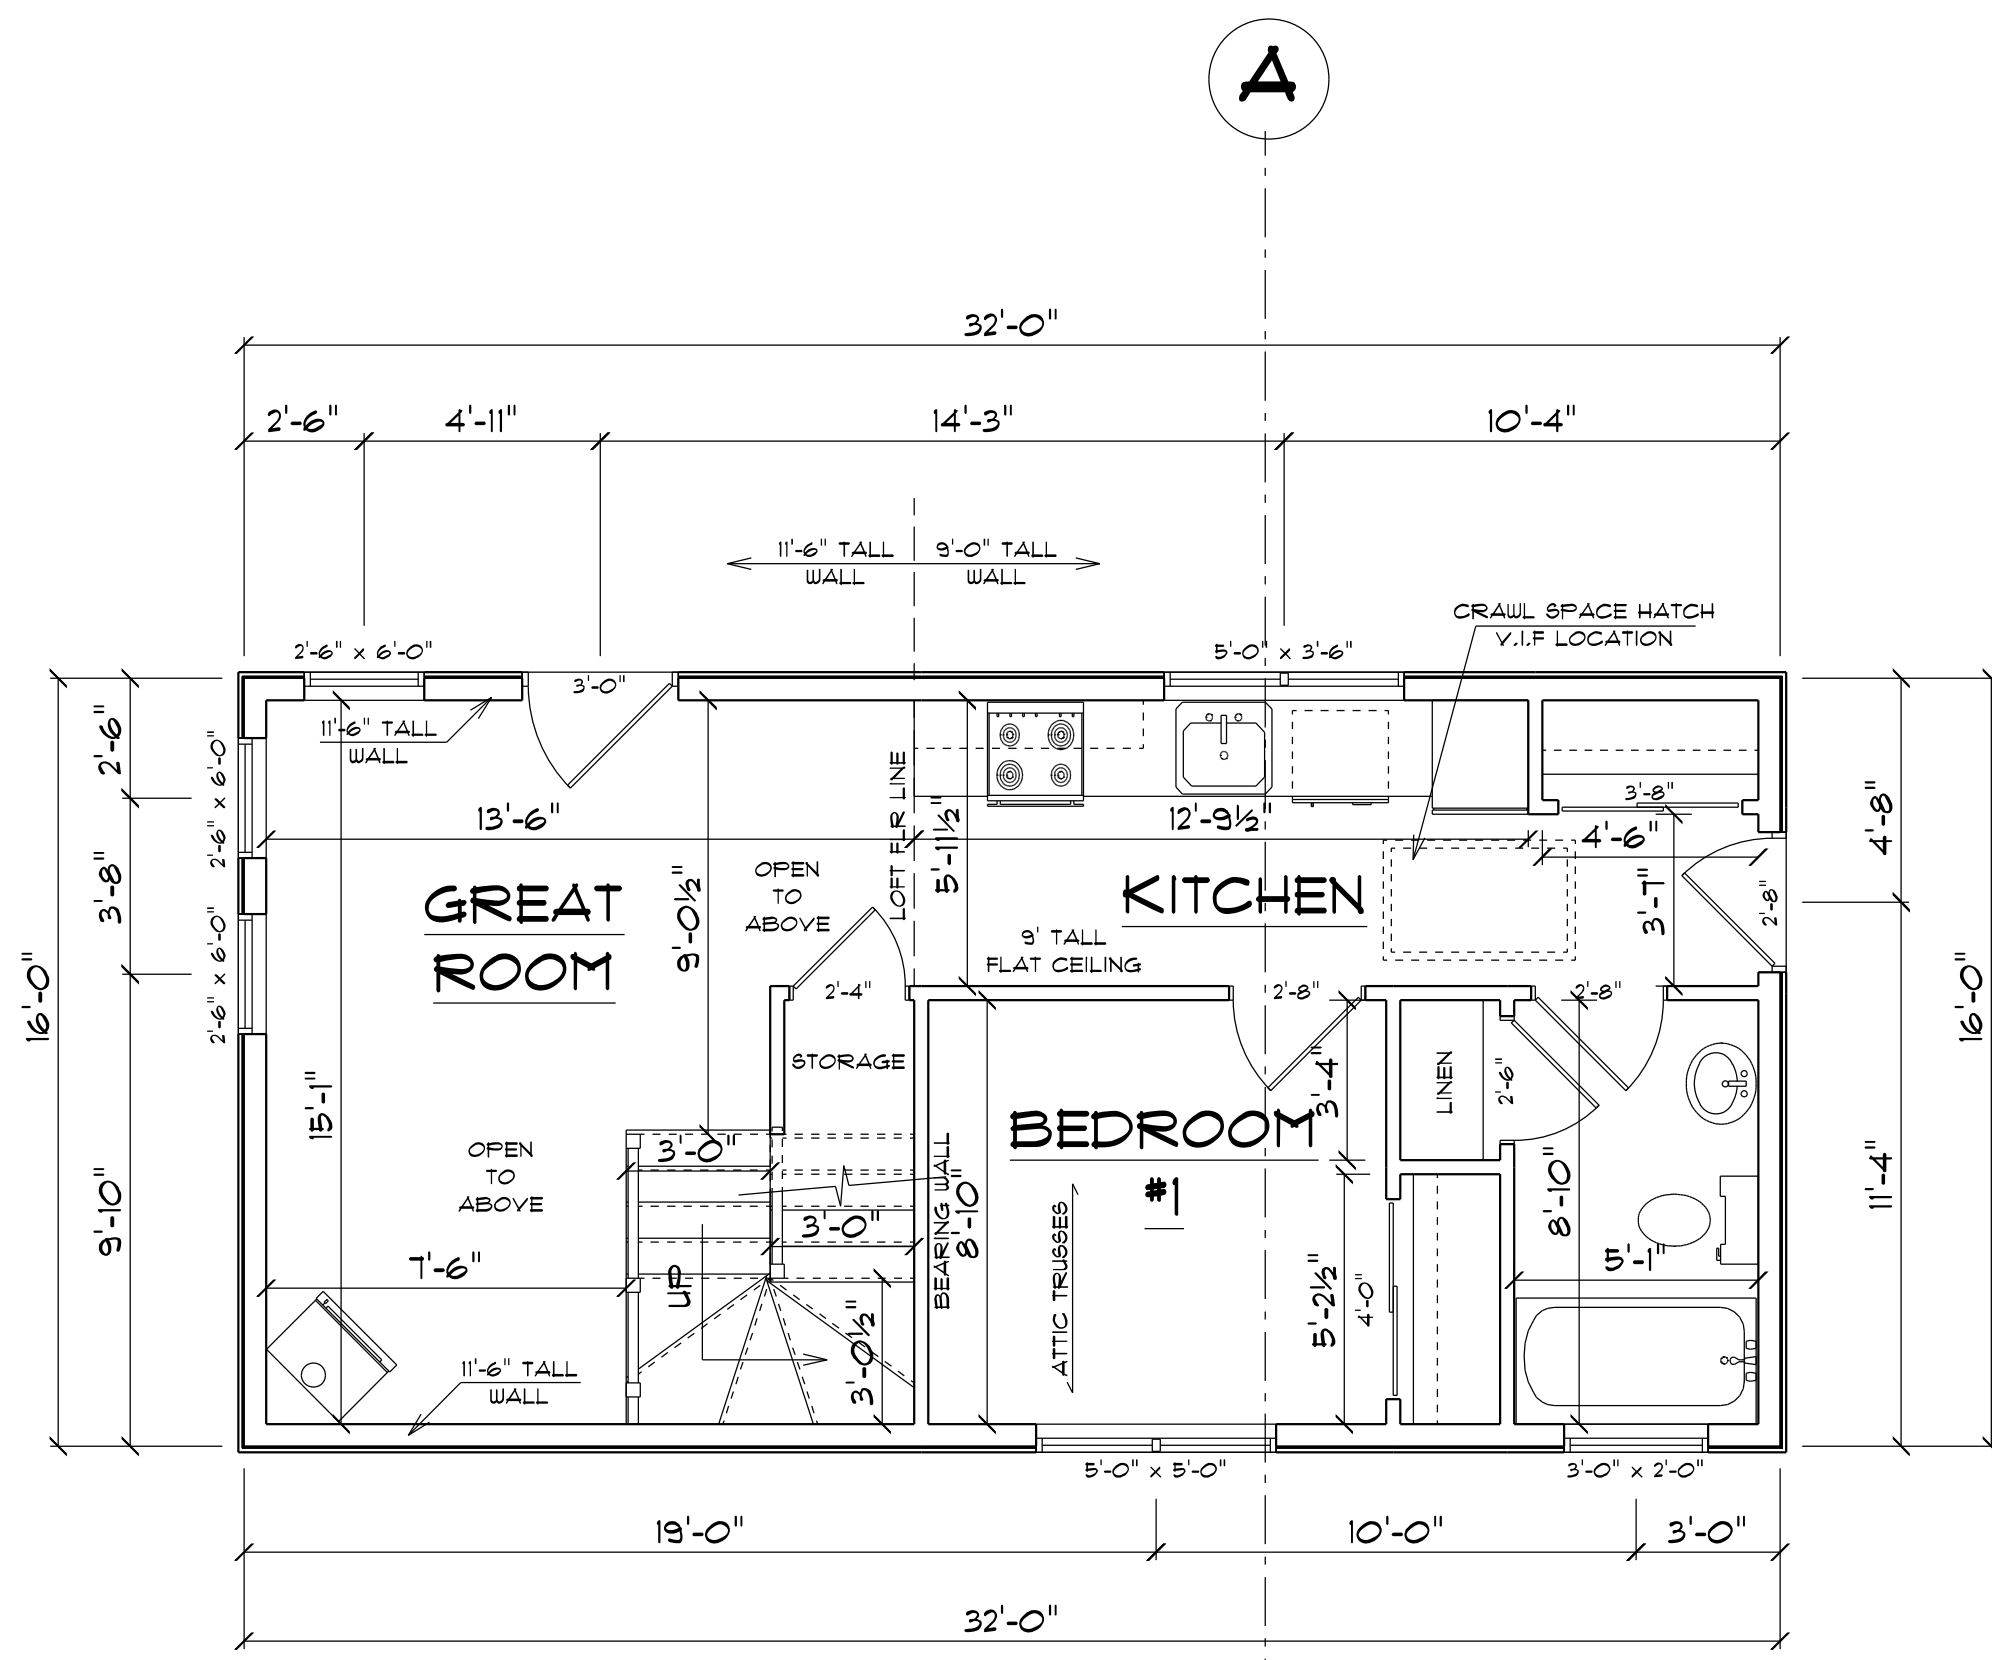 A
32'-0"
2'-6" 4'-11" 14'-3" 10'-4"
11'-6" TALL
WALL
9'-0" TALL
WALL
CRAWL SPACE HATCH
V.I.F LOCATION
2'-6" x 6'-0"
3'-0"
5'-0" x 3'-6"
11'-6" TALL
WALL
16'-0"
2'-6"
3'-8"
9'-10"
2'-6" x 6'-0"
2'-6" x 6'-0"
13'-6"
GREAT
ROOM
15'-1"
9'-0½"
OPEN
TO
ABOVE
LOFT FLR LINE
5'-11½"
12'-9½"
KITCHEN
9' TALL
FLAT CEILING
3'-8"
4'-6"
3'-7"
2'-8"
4'-8"
11'-4"
16'-0"
2'-4"
STORAGE
2'-8"
2'-8"
OPEN
TO
ABOVE
3'-0"
3'-0"
UP
3'-0½"
7'-6"
11'-6" TALL
WALL
BEARING WALL
8'-10"
BEDROOM
#1
ATTIC TRUSSES
3'-4"
LINEN
2'-6"
5'-2½"
4'-0"
8'-10"
5'-1"
5'-0" x 5'-0"
3'-0" x 2'-0"
19'-0" 10'-0" 3'-0"
32'-0"